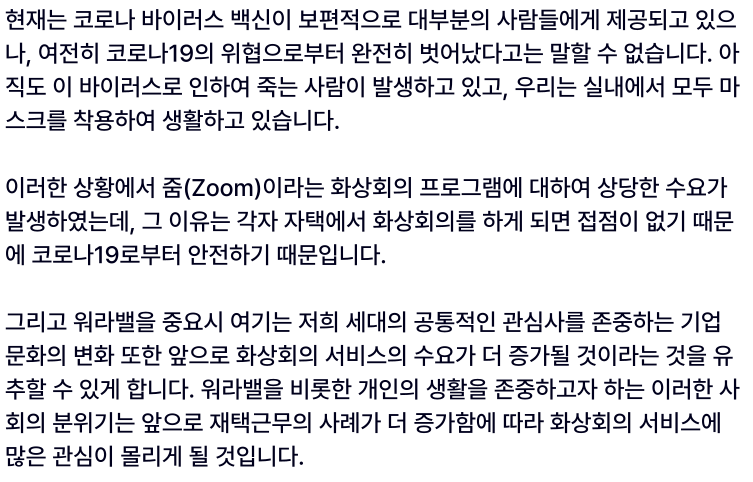 현재는 코로나 바이러스 백신이 보편적으로 대부분의 사람들에게 제공되고 있으
나, 여전히 코로나19의 위협으로부터 완전히 벗어났다고는 말할 수 없습니다. 아
직도 이 바이러스로 인하여 죽는 사람이 발생하고 있고, 우리는 실내에서 모두 마
스크를 착용하여 생활하고 있습니다.
이러한 상황에서 줌(Zoom)이라는 화상회의 프로그램에 대하여 상당한 수요가
발생하였는데, 그 이유는 각자 자택에서 화상회의를 하게 되면 접점이 없기 때문
에 코로나19로부터 안전하기 때문입니다.
그리고 워라밸을 중요시 여기는 저희 세대의 공통적인 관심사를 존중하는 기업
문화의 변화 또한 앞으로 화상회의 서비스의 수요가 더 증가될 것이라는 것을 유
추할 수 있게 합니다. 워라밸을 비롯한 개인의 생활을 존중하고자 하는 이러한 사
회의 분위기는 앞으로 재택근무의 사례가 더 증가함에 따라 화상회의 서비스에
많은 관심이 몰리게 될 것입니다.